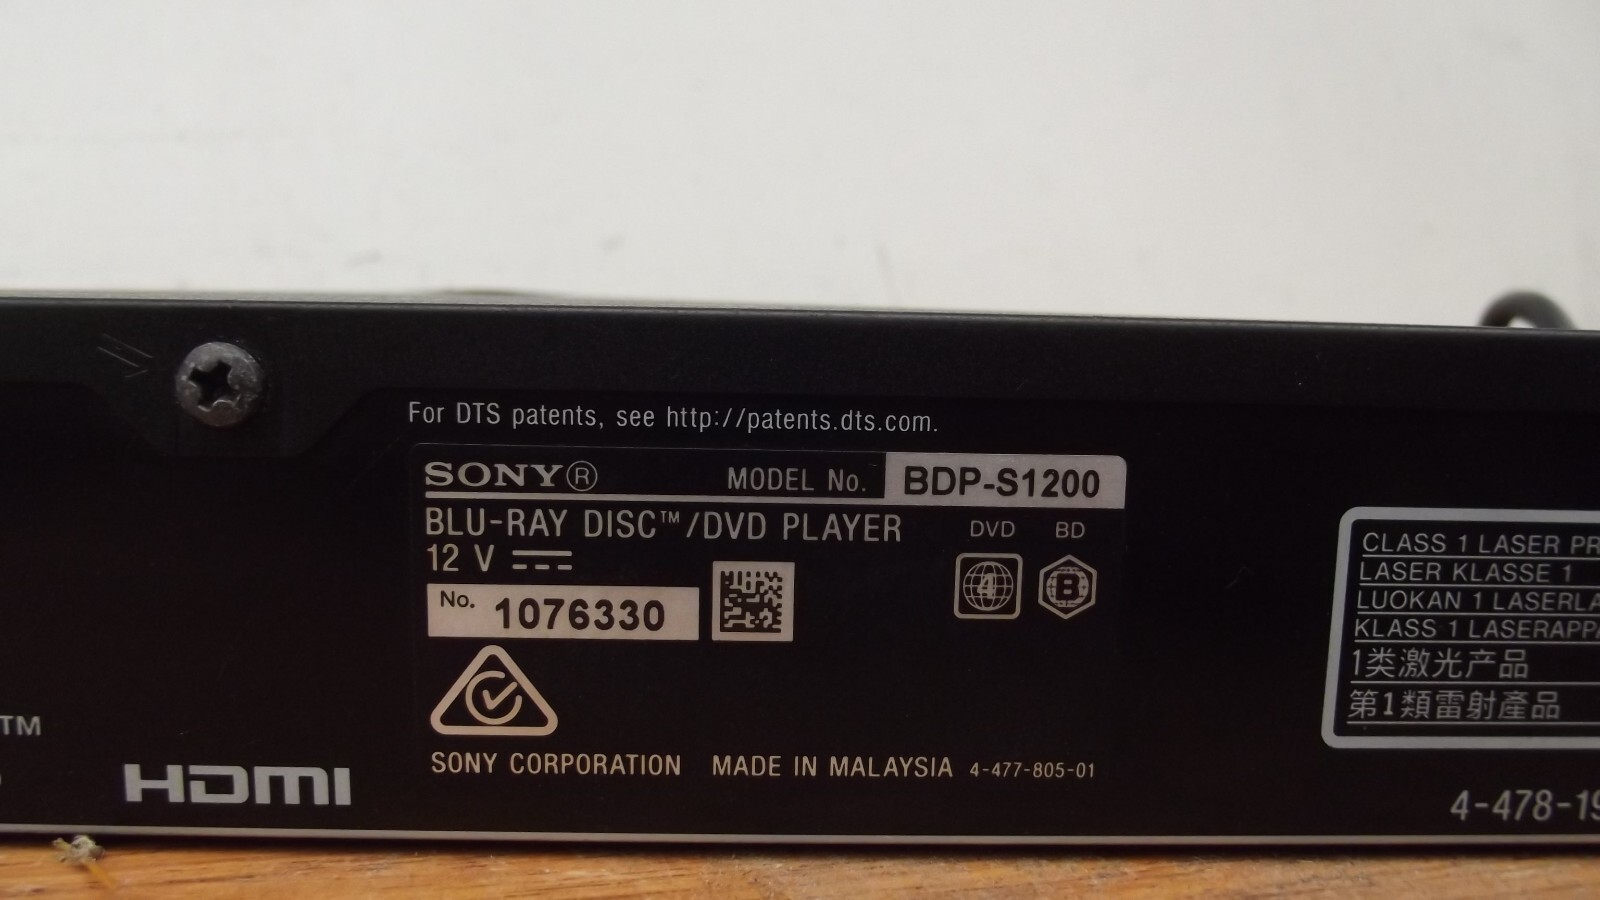 For DTS patents, see http://patents.dts.com.
SONY® MODEL No. BDP-S1200
BLU-RAY DISC™/DVD PLAYER DVD BD
12 V
4 B
No. 1076330
SONY CORPORATION MADE IN MALAYSIA 4-477-805-01
TM
HDMI
CLASS 1 LASER
LASER KLASSE 1
LUOKAN 1
KLASS 1
1类激光产品
第1類雷射產品
4-478-19